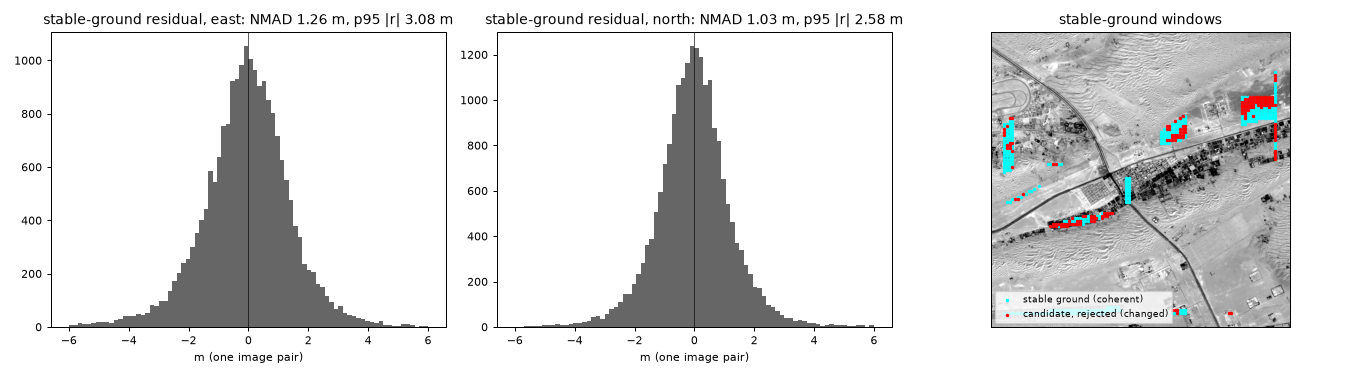 stable-ground residual, east: NMAD 1.26 m, p95 |r| 3.08 m
1000
800
600
400
200
0
−6 −4 −2 0 2 4 6
m (one image pair)
stable-ground residual, north: NMAD 1.03 m, p95 |r| 2.58 m
1200
1000
800
600
400
200
0
−6 −4 −2 0 2 4 6
m (one image pair)
stable-ground windows
stable ground (coherent)
candidate, rejected (changed)